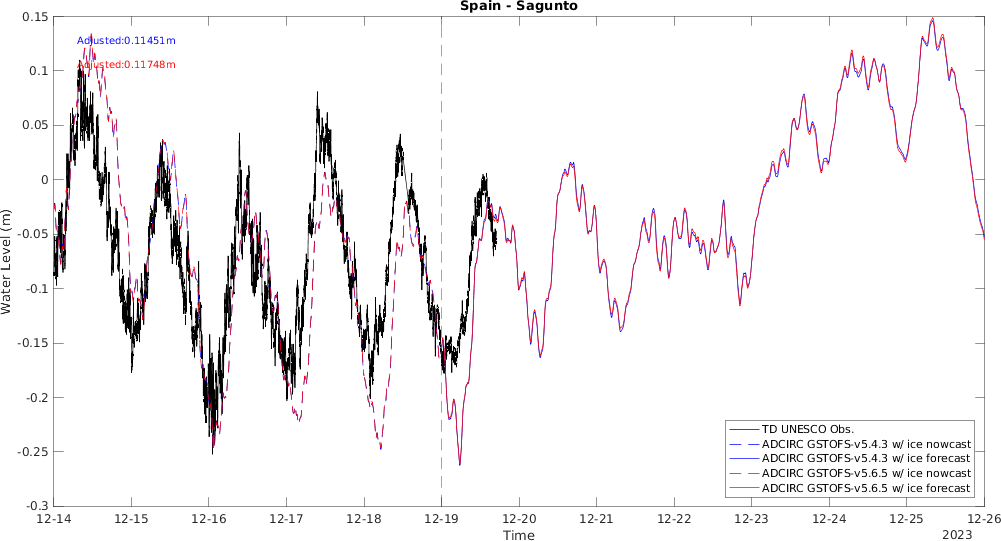 Spain - Sagunto
0.15
0.1
0.05
0
-0.05
-0.1
-0.15
-0.2
-0.25
-0.3
Water Level (m)
Adjusted:0.11451m
Adjusted:0.11748m
TD UNESCO Obs.
ADCIRC GSTOFS-v5.4.3 w/ ice nowcast
ADCIRC GSTOFS-v5.4.3 w/ ice forecast
ADCIRC GSTOFS-v5.6.5 w/ ice nowcast
ADCIRC GSTOFS-v5.6.5 w/ ice forecast
12-14 12-15 12-16 12-17 12-18 12-19 12-20 12-21 12-22 12-23 12-24 12-25 12-26
Time
2023